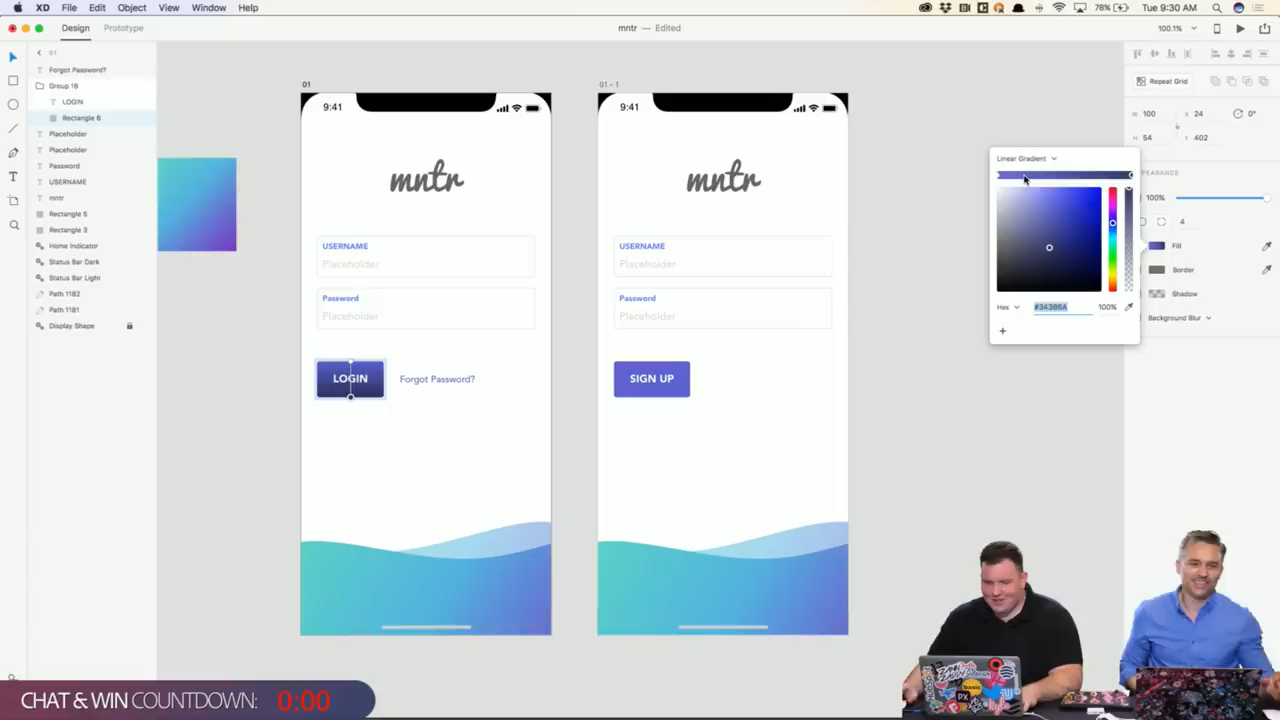 XD File Edit Object View Window Help
78% Tue 9:30 AM
Design Prototype
mntr — Edited
100.1%
01
Forgot Password?
Group 16
LOGIN
Rectangle 6
Placeholder
Placeholder
Password
USERNAME
mntr
Rectangle 5
Rectangle 3
Home Indicator
Status Bar Dark
Status Bar Light
Path 1182
Path 1181
Display Shape
01
9:41
mntr
USERNAME
Placeholder
Password
Placeholder
LOGIN
Forgot Password?
01 – 1
9:41
mntr
USERNAME
Placeholder
Password
Placeholder
SIGN UP
Repeat Grid
W 100 X 24 0°
H 54 Y 402
PEARANCE
100%
4
Fill
Border
Shadow
Background Blur
Linear Gradient
Hex #34386A 100%
CHAT & WIN COUNTDOWN: 0:00